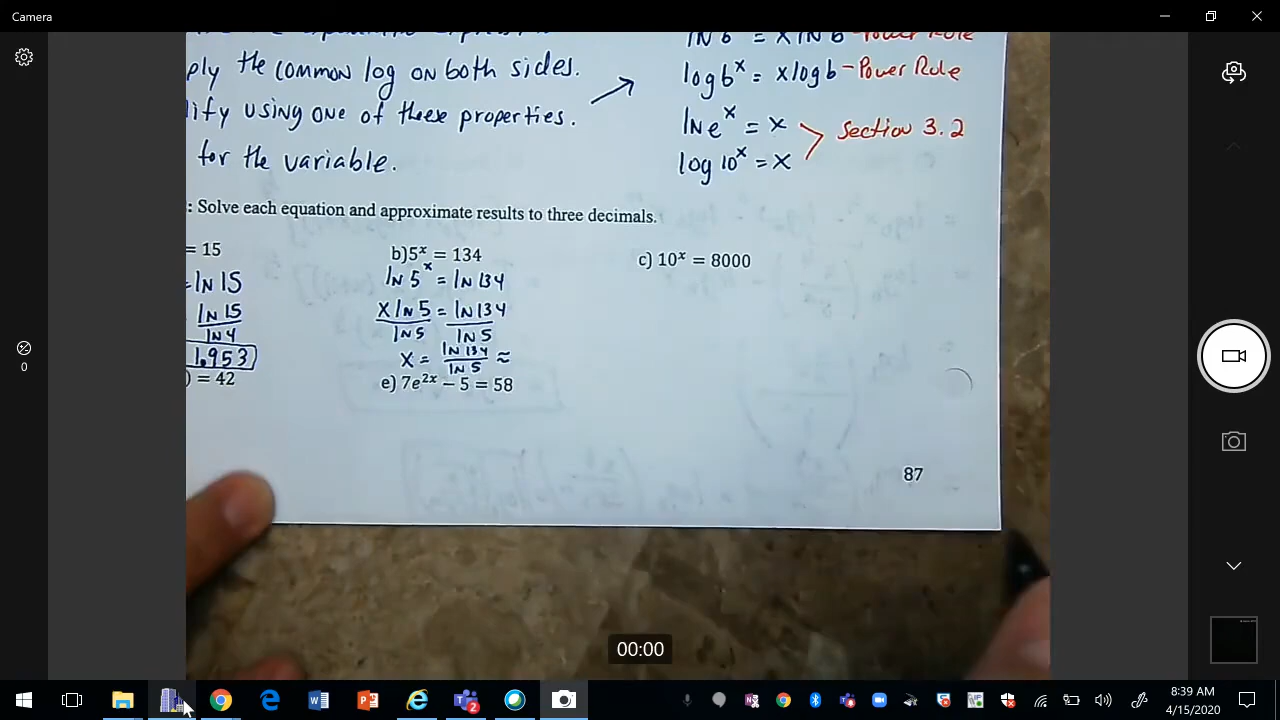 Camera
ply the common log on both sides.
lify using one of these properties.
for the variable.
ln b = x ln b - Power Rule
log b^x = x log b - Power Rule
ln e^x = x
log 10^x = x
Section 3.2
: Solve each equation and approximate results to three decimals.
= 15
= ln 15
ln 15
ln 4
1.953
) = 42
b) 5^x = 134
ln 5^x = ln 134
x ln 5 = ln 134
ln 5 ln 5
x = ln 134 ≈
ln 5
e) 7e^2x − 5 = 58
c) 10^x = 8000
87
0
00:00
8:39 AM
4/15/2020